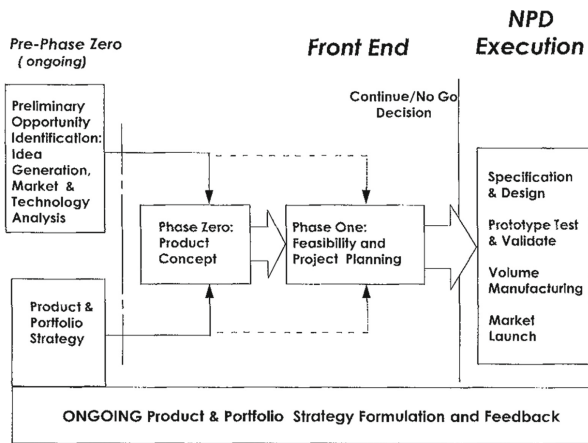 Pre-Phase Zero
( ongoing)
Front End
NPD
Execution
Continue/No Go
Decision
Preliminary
Opportunity
Identification:
Idea
Generation,
Market &
Technology
Analysis
Phase Zero:
Product
Concept
Phase One:
Feasibility and
Project Planning
Specification
& Design
Prototype Test
& Validate
Volume
Manufacturing
Market
Launch
Product &
Portfolio
Strategy
ONGOING Product & Portfolio Strategy Formulation and Feedback